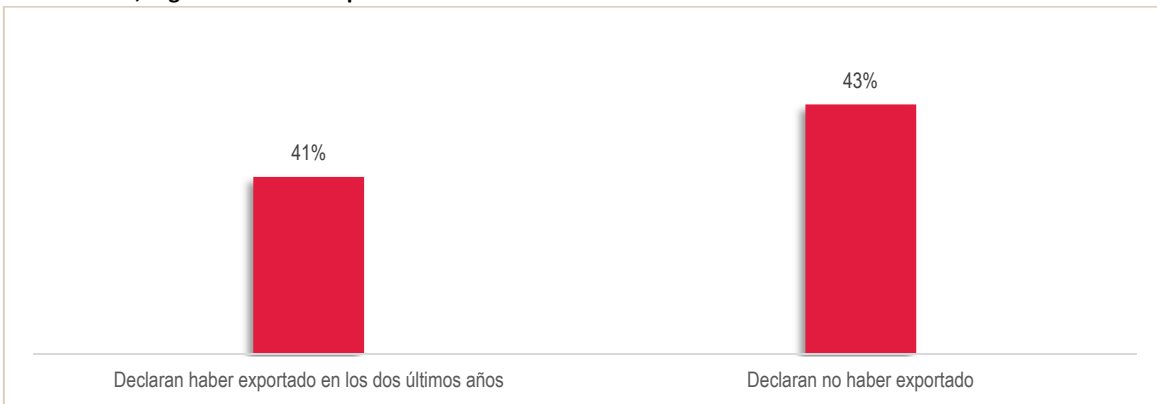 43%
41%
Declaran haber exportado en los dos últimos años
Declaran no haber exportado